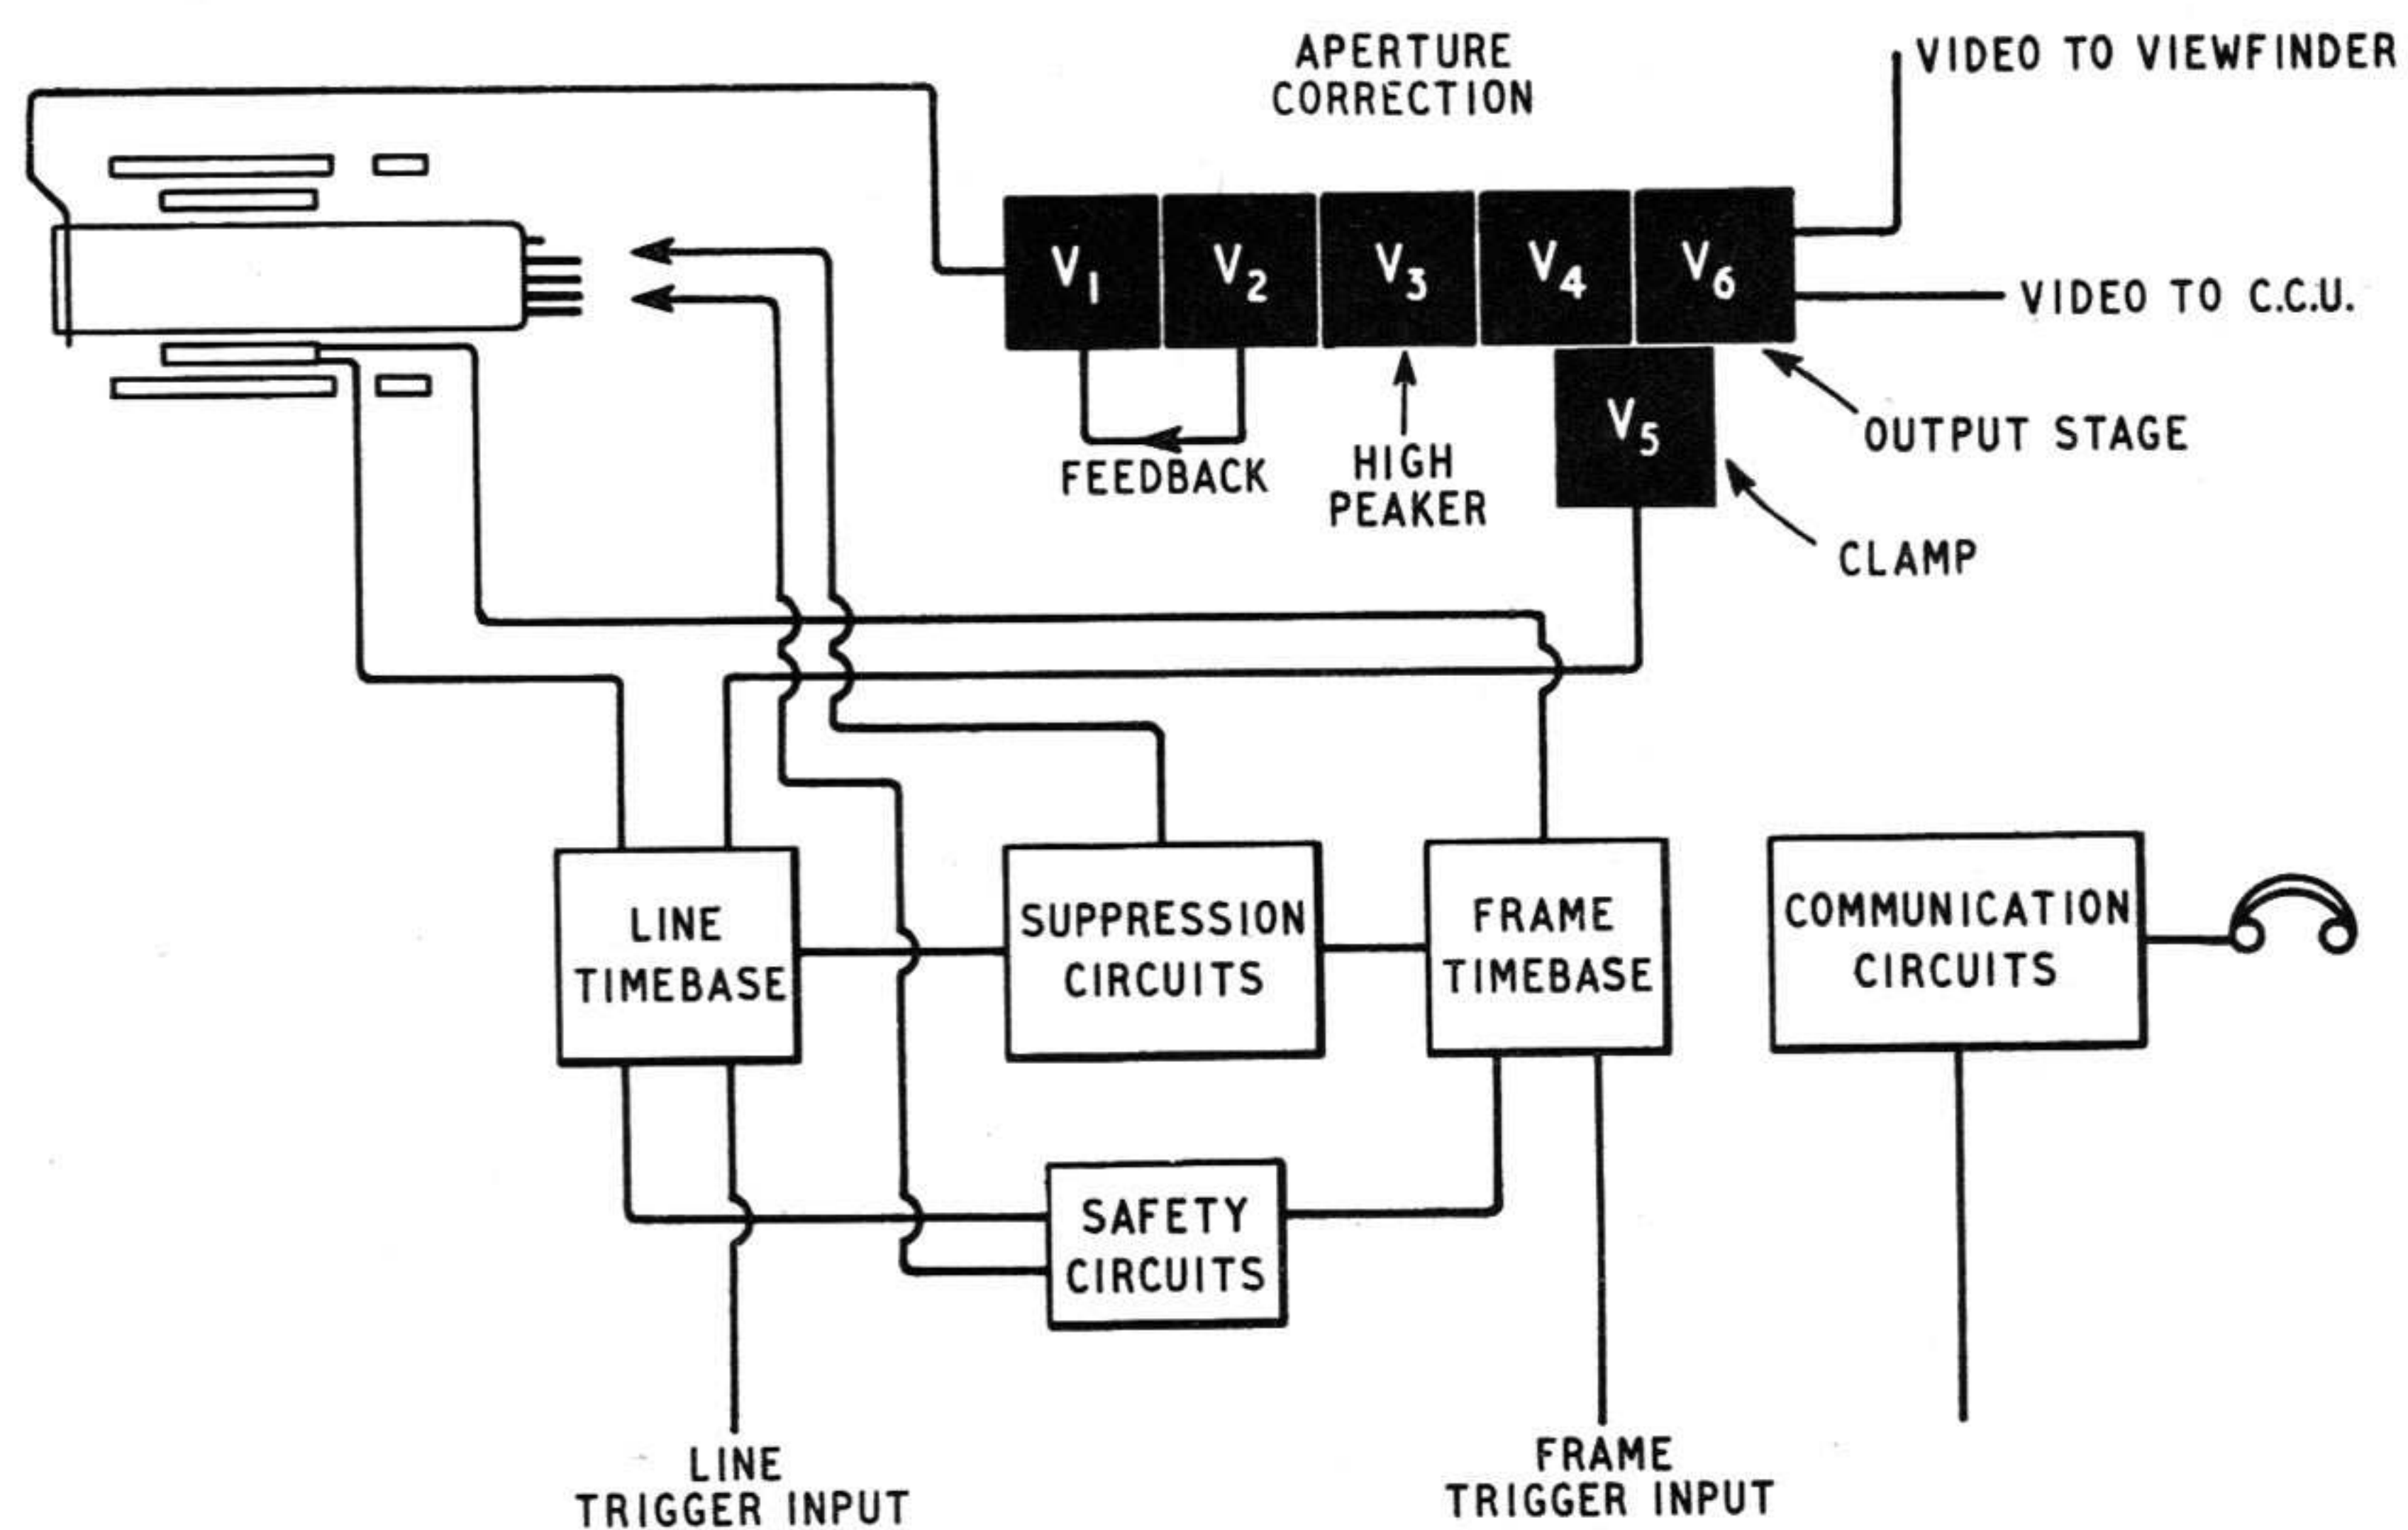 APERTURE
CORRECTION
VIDEO TO VIEWFINDER
V1 V2 V3 V4 V6
VIDEO TO C.C.U.
V5
OUTPUT STAGE
FEEDBACK
HIGH
PEAKER
CLAMP
LINE
TIMEBASE
SUPPRESSION
CIRCUITS
FRAME
TIMEBASE
COMMUNICATION
CIRCUITS
SAFETY
CIRCUITS
LINE
TRIGGER INPUT
FRAME
TRIGGER INPUT